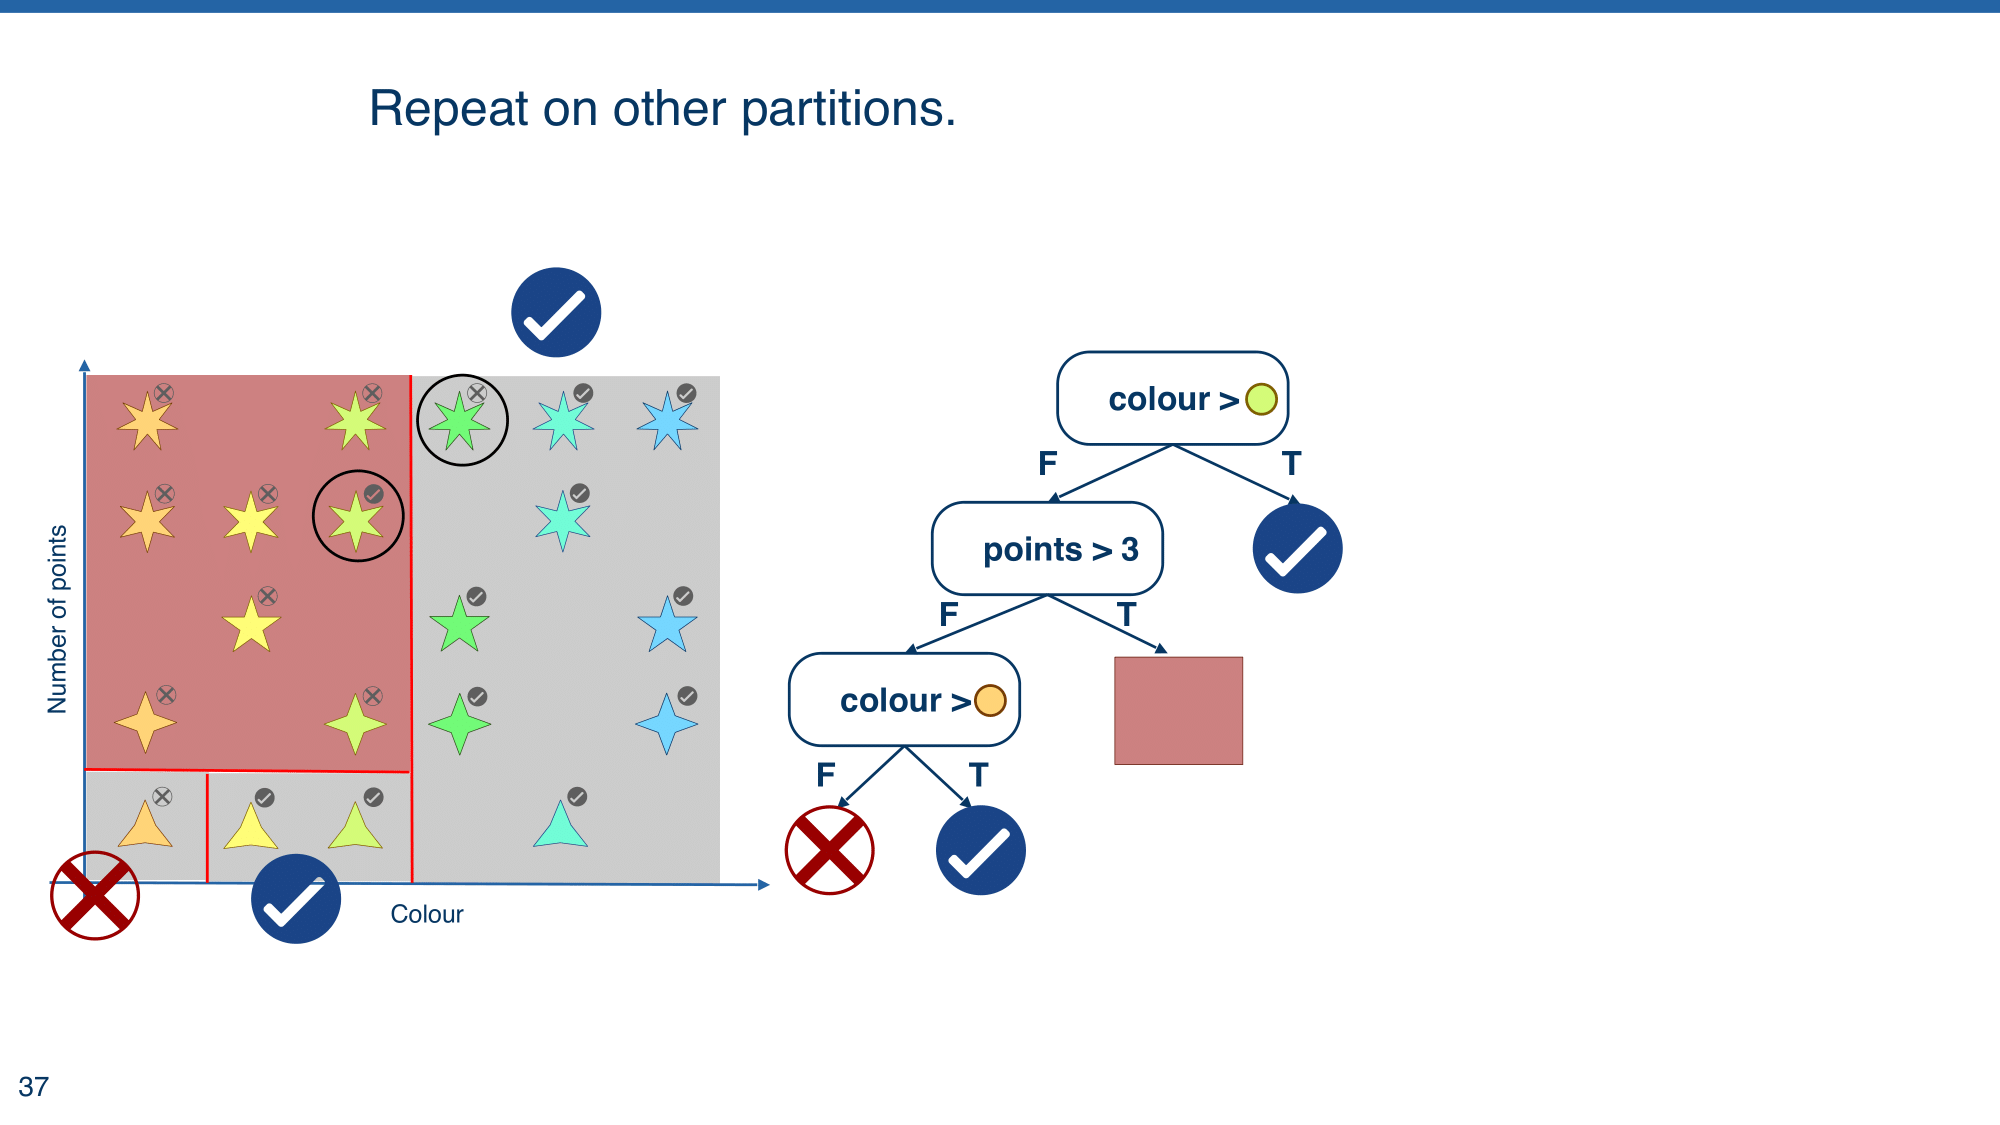 Repeat on other partitions.
Number of points
Colour
colour >
F
T
points > 3
F
T
colour >
F
T
37